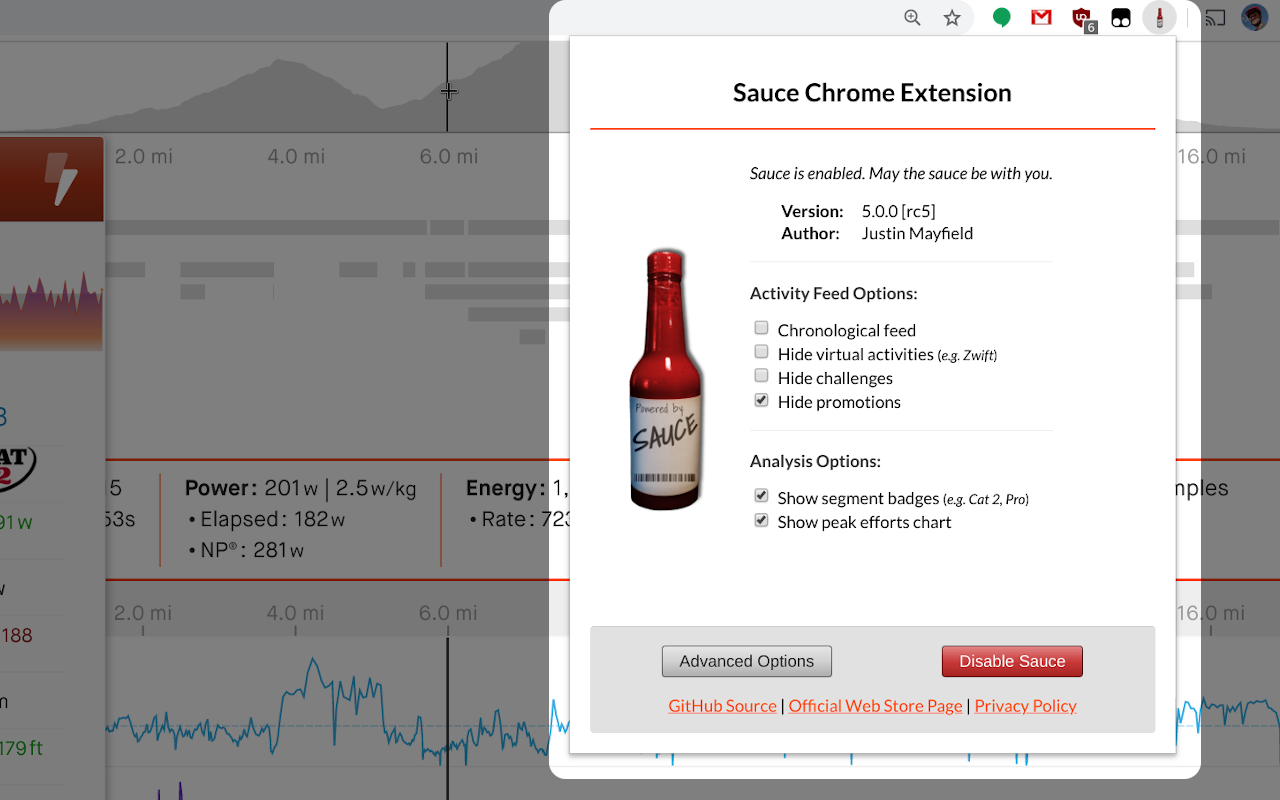 6
Sauce Chrome Extension
2.0 mi 4.0 mi 6.0 mi 16.0 mi
Sauce is enabled. May the sauce be with you.
Version: 5.0.0 [rc5]
Author: Justin Mayfield
Activity Feed Options:
Chronological feed
Hide virtual activities (e.g. Zwift)
Hide challenges
Hide promotions
Powered by
SAUCE
Analysis Options:
Show segment badges (e.g. Cat 2, Pro)
Show peak efforts chart
AT
2
5
53s
Power: 201w | 2.5w/kg
• Elapsed: 182w
• NP®: 281w
Energy: 1,
• Rate: 723
mples
91w
188
m
179ft
2.0 mi 4.0 mi 6.0 mi 16.0 mi
Advanced Options
Disable Sauce
GitHub Source | Official Web Store Page | Privacy Policy